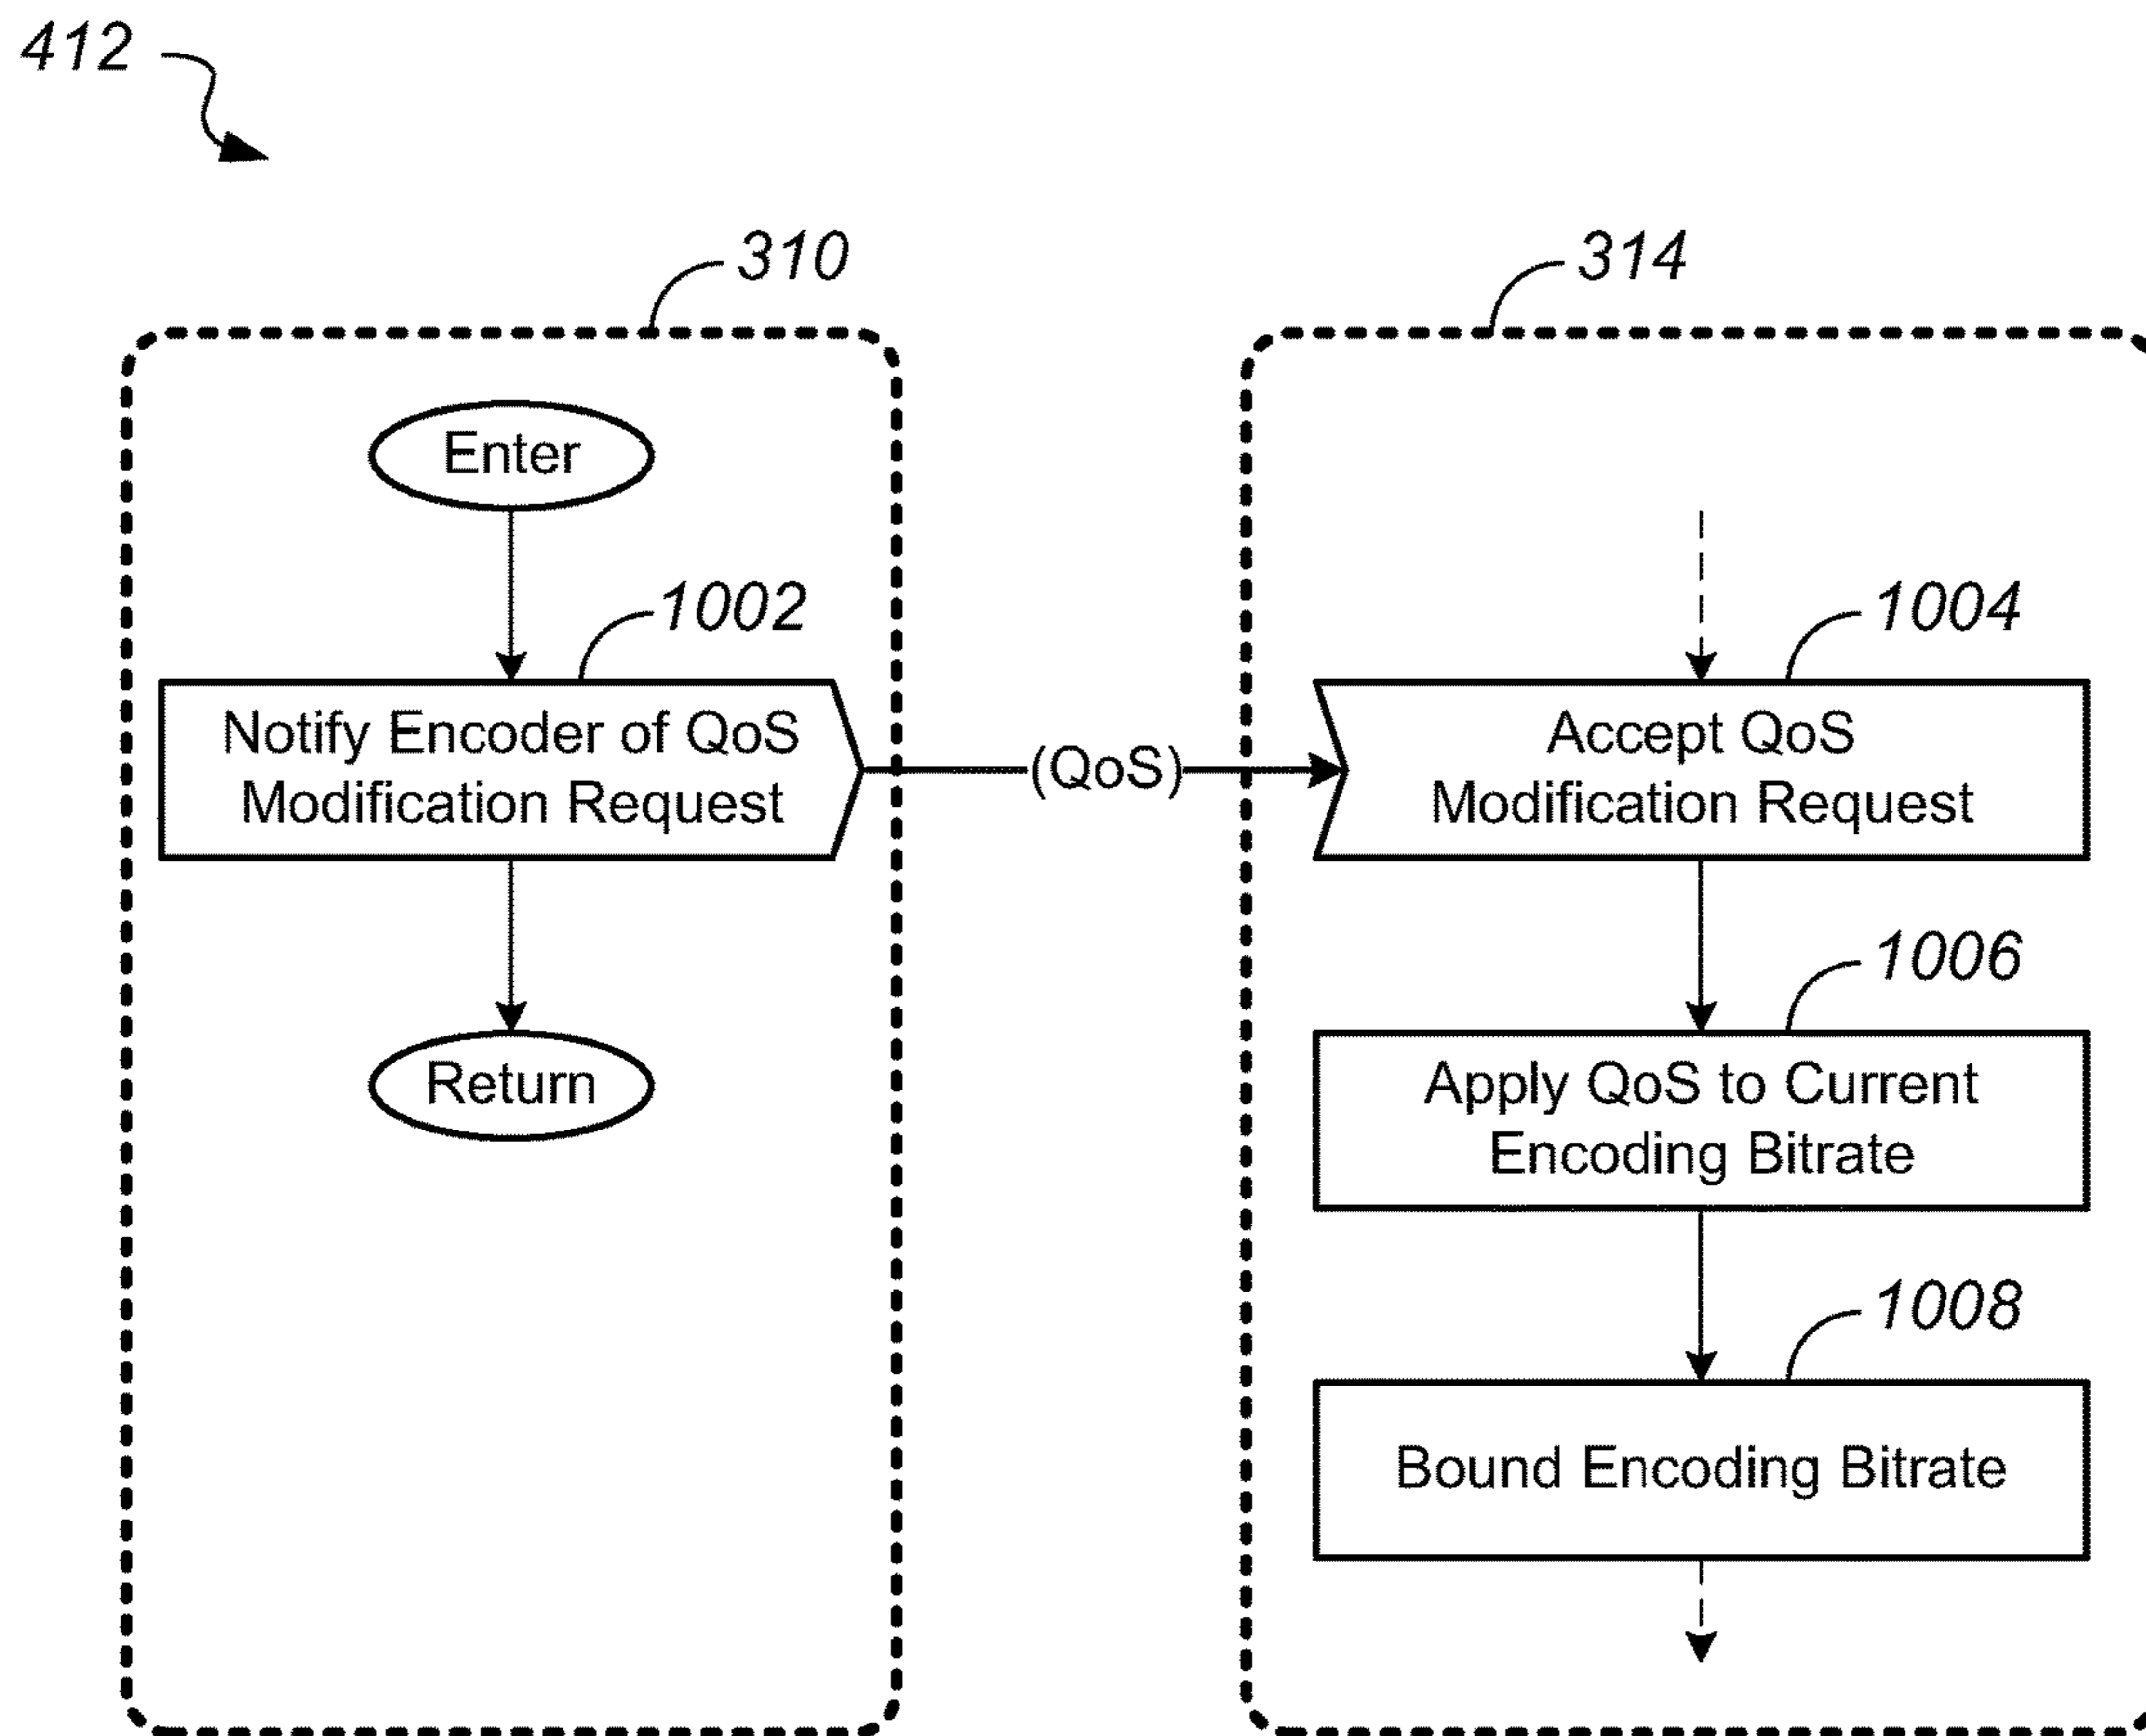 412
310
314
Enter
1002
1004
Notify Encoder of QoS
Modification Request
(QoS)
Accept QoS
Modification Request
1006
Return
Apply QoS to Current
Encoding Bitrate
1008
Bound Encoding Bitrate